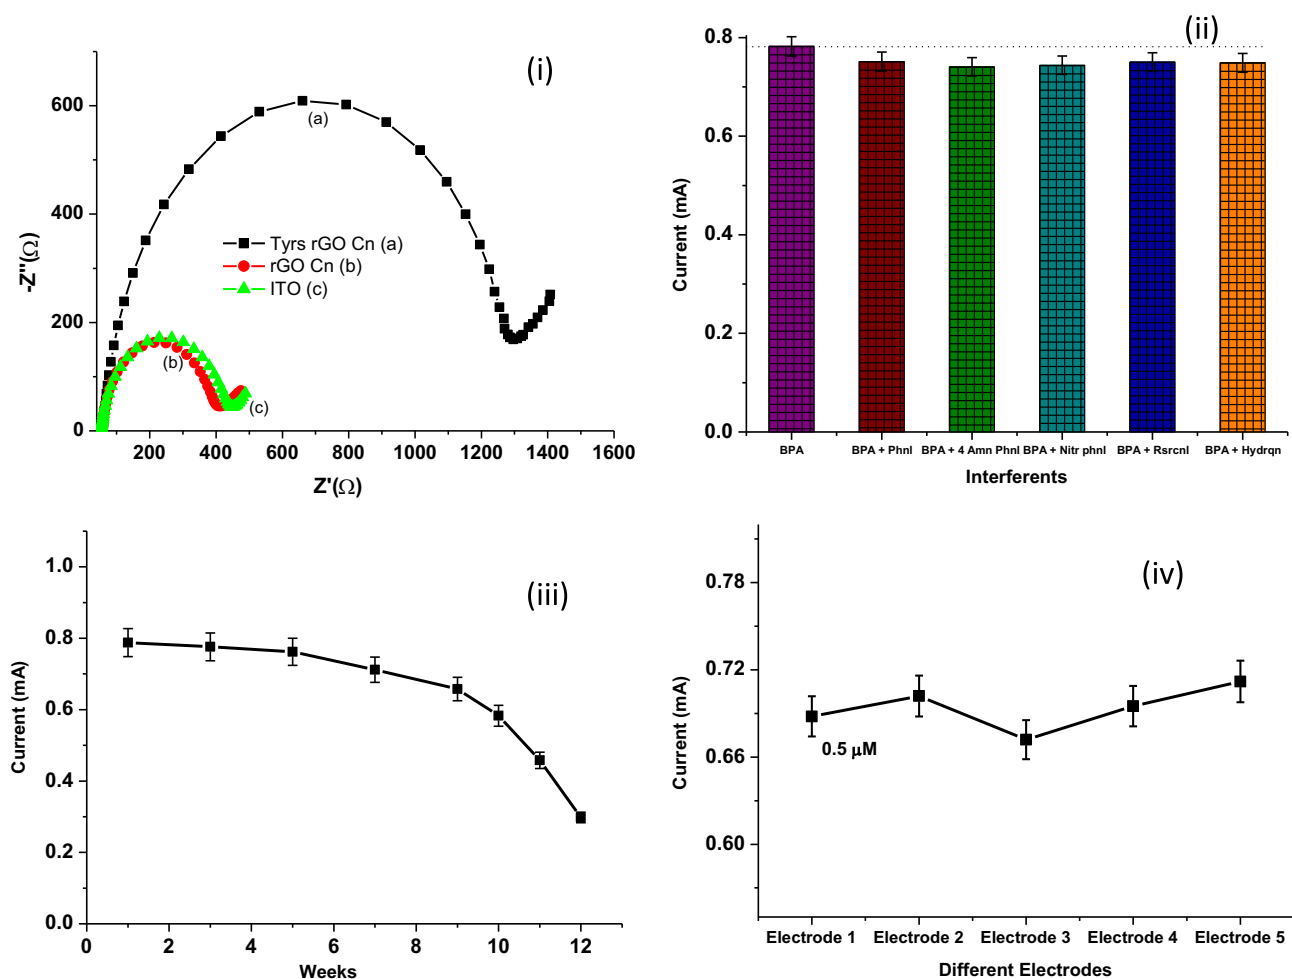 (i)
600
400
200
0
-Z''(Ω)
(a)
Tyrs rGO Cn (a)
rGO Cn (b)
ITO (c)
(b)
(c)
200 400 600 800 1000 1200 1400 1600
Z'(Ω)
(ii)
0.8
0.6
0.4
0.2
0.0
Current (mA)
BPA BPA + Phnl BPA + 4 Amn Phnl BPA + Nitr phnl BPA + Rsrcnl BPA + Hydrqn
Interferents
(iii)
1.0
0.8
0.6
0.4
0.2
0.0
Current (mA)
0 2 4 6 8 10 12
Weeks
(iv)
0.78
0.72
0.66
0.60
Current (mA)
0.5 μM
Electrode 1 Electrode 2 Electrode 3 Electrode 4 Electrode 5
Different Electrodes